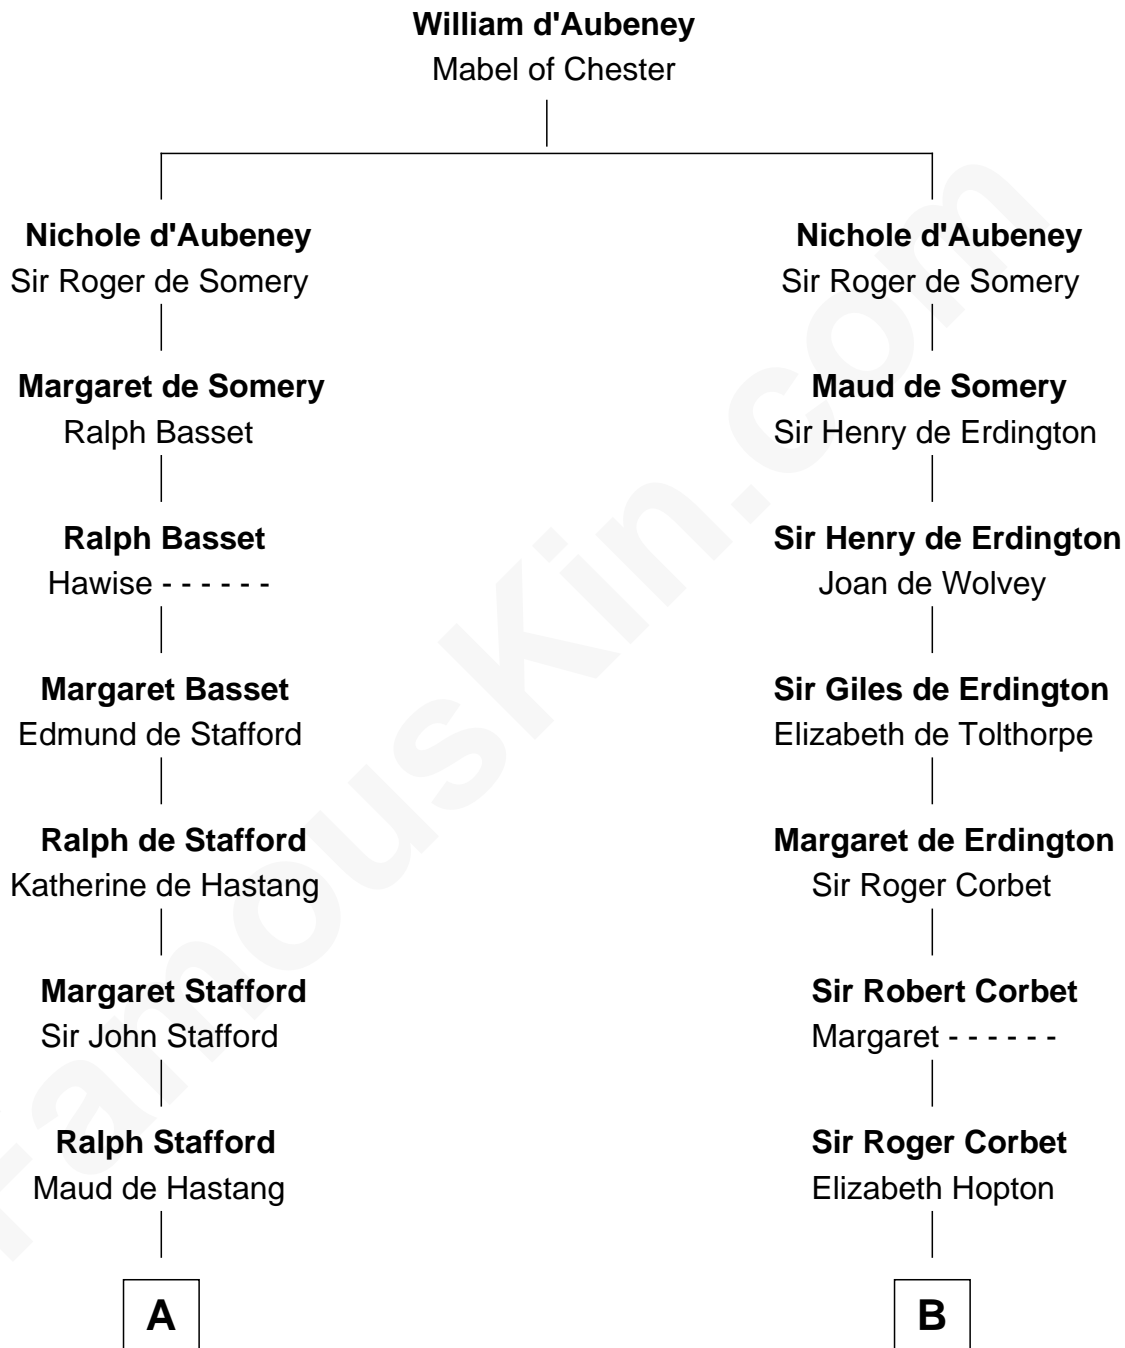 William d'Aubeney
Mabel of Chester
Nichole d'Aubeney
Sir Roger de Somery
Nichole d'Aubeney
Sir Roger de Somery
Margaret de Somery
Ralph Basset
Maud de Somery
Sir Henry de Erdington
Ralph Basset
Hawise - - - - - -
Sir Henry de Erdington
Joan de Wolvey
Margaret Basset
Edmund de Stafford
Sir Giles de Erdington
Elizabeth de Tolthorpe
Ralph de Stafford
Katherine de Hastang
Margaret de Erdington
Sir Roger Corbet
Margaret Stafford
Sir John Stafford
Sir Robert Corbet
Margaret - - - - - -
Ralph Stafford
Maud de Hastang
Sir Roger Corbet
Elizabeth Hopton
A
B
FamousKin.com